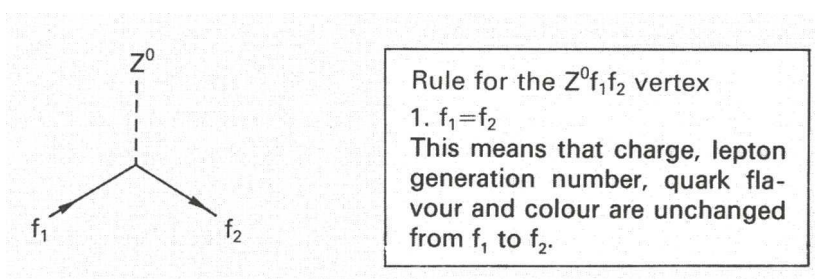 Z⁰
f₁
f₂
Rule for the Z⁰f₁f₂ vertex
1. f₁=f₂
This means that charge, lepton
generation number, quark fla-
vour and colour are unchanged
from f₁ to f₂.